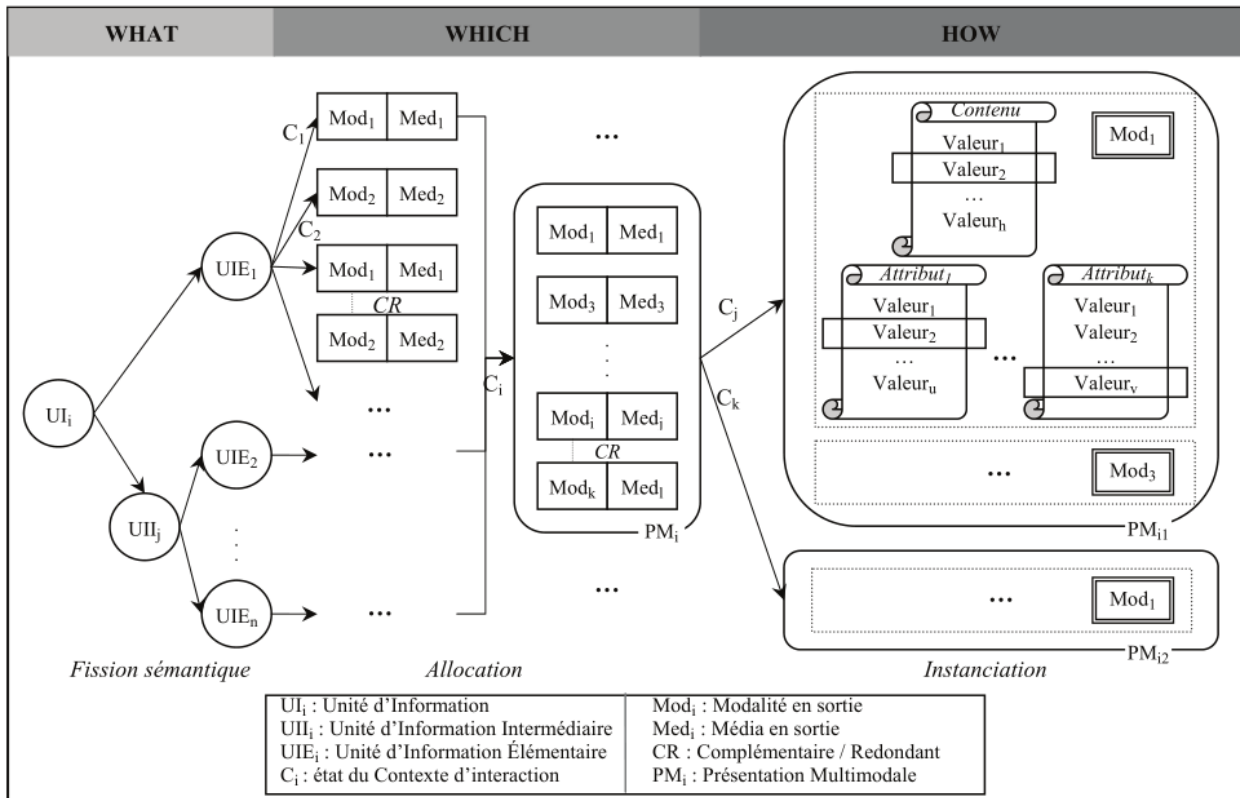 WHAT
WHICH
HOW
C₁
Mod₁ Med₁
C₂
Mod₂ Med₂
UIE₁
Mod₁ Med₁
CR
Mod₂ Med₂
...
UIᵢ
UIE₂
...
UIIⱼ
UIEₙ
...
Cᵢ
...
Mod₁ Med₁
Mod₃ Med₃
Modᵢ Medⱼ
CR
Modₖ Medₗ
PMᵢ
...
Cⱼ
Cₖ
Contenu
Valeur₁
Valeur₂
...
Valeurₕ
Mod₁
Attribut₁
Valeur₁
Valeur₂
...
Valeurᵤ
...
Attributₖ
Valeur₁
Valeur₂
...
Valeurᵥ
...
Mod₃
PMᵢ₁
...
Mod₁
PMᵢ₂
Fission sémantique
Allocation
Instanciation
UIᵢ : Unité d'Information
UIIᵢ : Unité d'Information Intermédiaire
UIEᵢ : Unité d'Information Élémentaire
Cᵢ : état du Contexte d'interaction
Modᵢ : Modalité en sortie
Medᵢ : Média en sortie
CR : Complémentaire / Redondant
PMᵢ : Présentation Multimodale